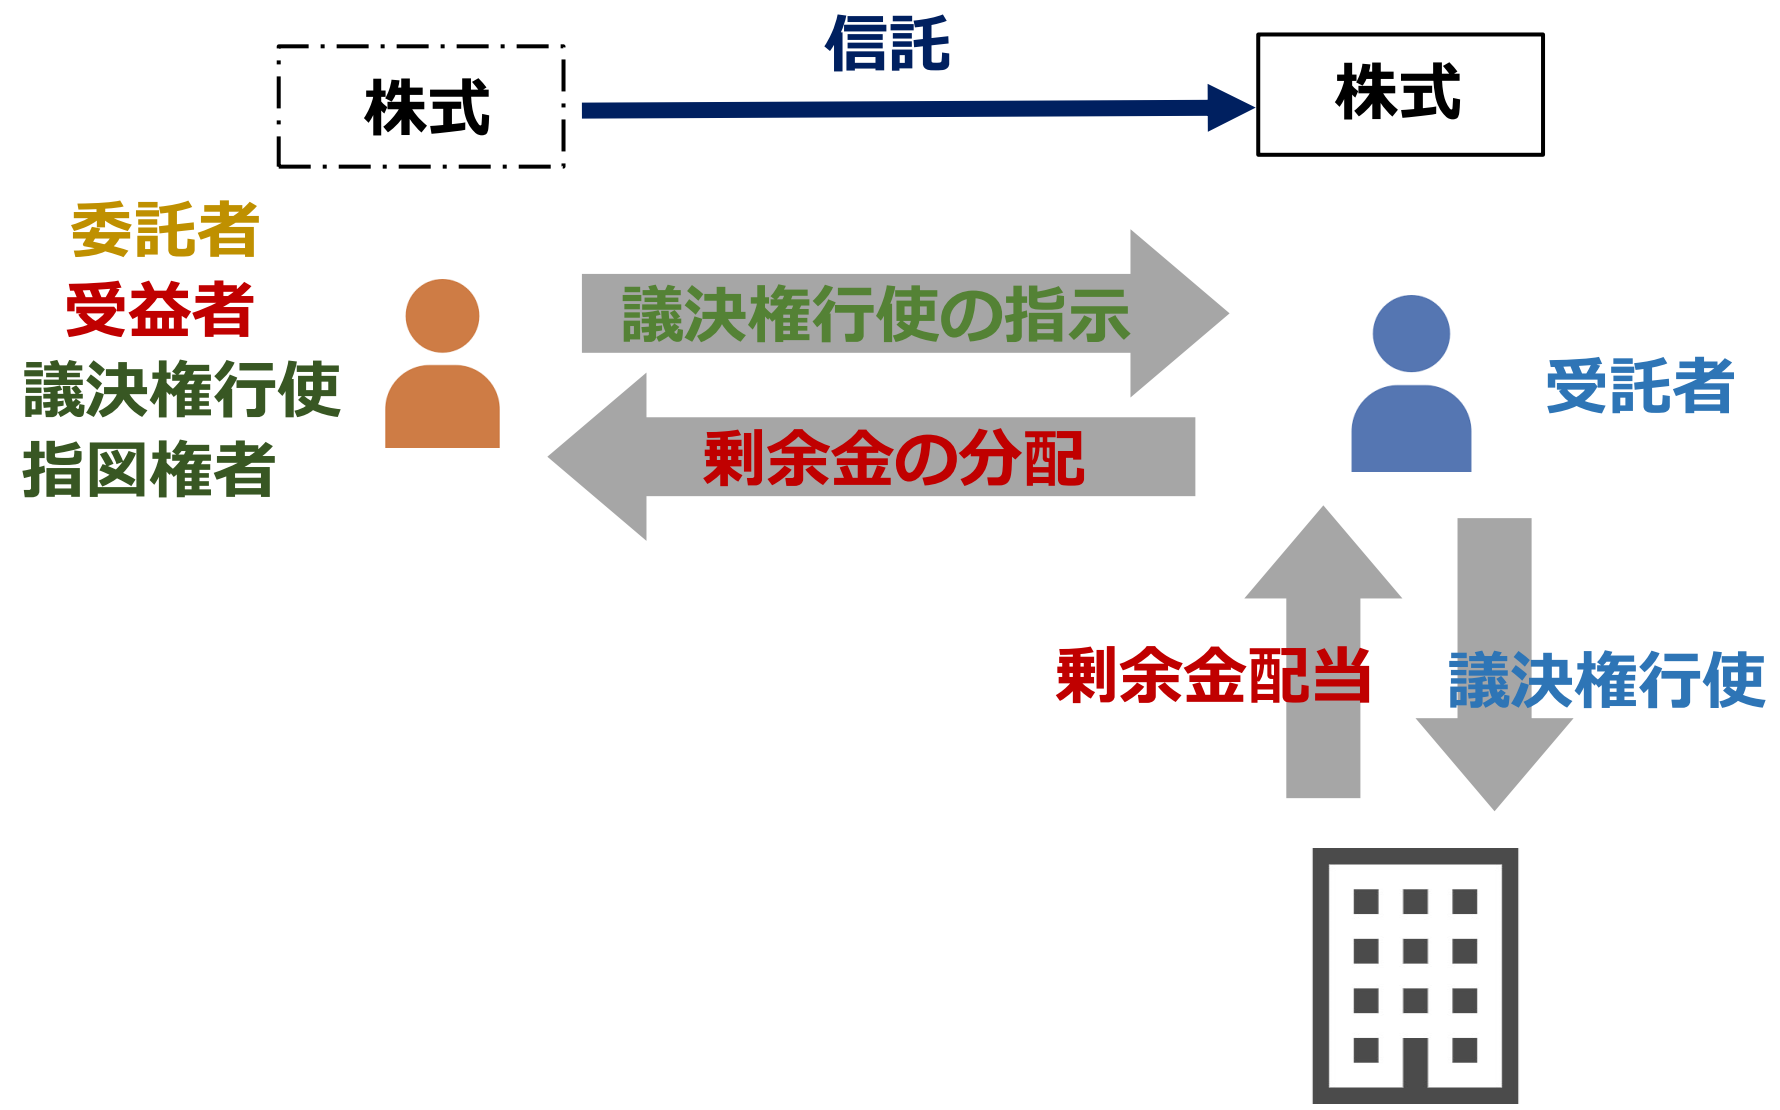 信託
株式
株式
委託者
受益者
議決権行使
指図権者
議決権行使の指示
剰余金の分配
受託者
剰余金配当
議決権行使